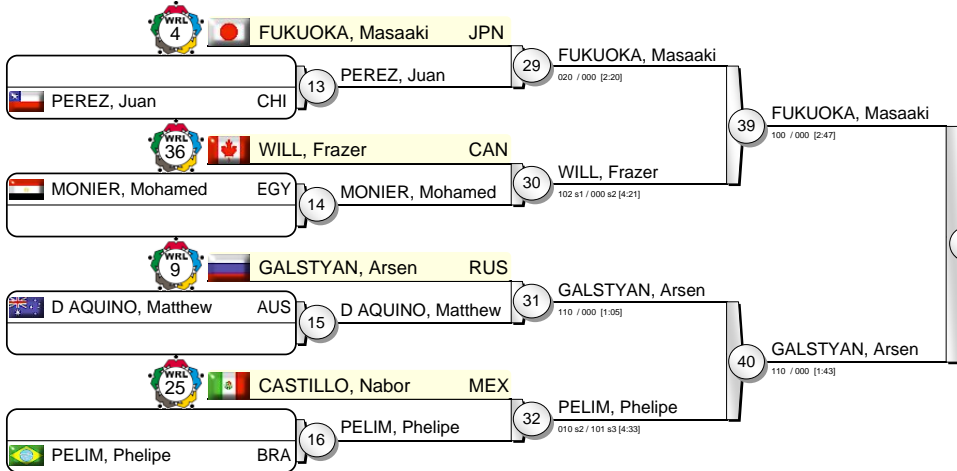 WRL
4
FUKUOKA, Masaaki JPN
PEREZ, Juan CHI
13
PEREZ, Juan
29
FUKUOKA, Masaaki
020 / 000 [2:20]
WRL
36
WILL, Frazer CAN
MONIER, Mohamed EGY
14
MONIER, Mohamed
30
WILL, Frazer
102 s1 / 000 s2 [4:21]
39
FUKUOKA, Masaaki
100 / 000 [2:47]
WRL
9
GALSTYAN, Arsen RUS
D AQUINO, Matthew AUS
15
D AQUINO, Matthew
31
GALSTYAN, Arsen
110 / 000 [1:05]
WRL
25
CASTILLO, Nabor MEX
PELIM, Phelipe BRA
16
PELIM, Phelipe
32
PELIM, Phelipe
010 s2 / 101 s3 [4:33]
40
GALSTYAN, Arsen
110 / 000 [1:43]